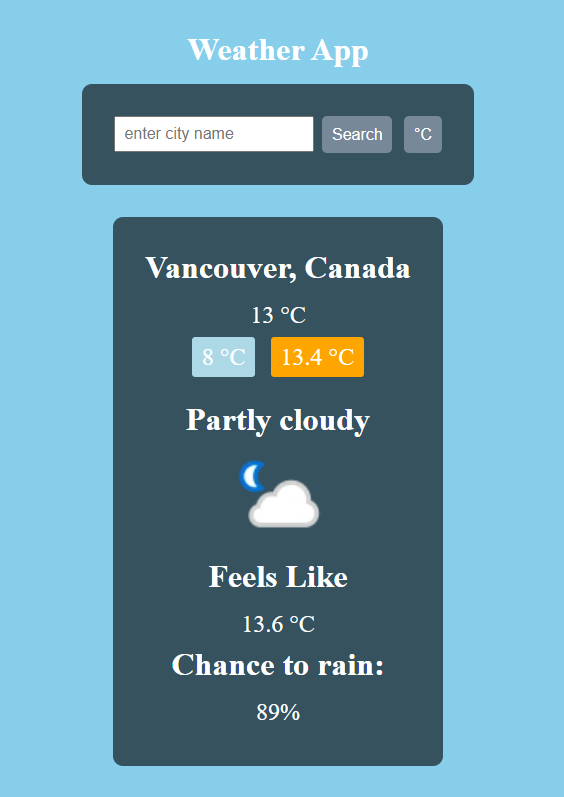 Weather App
enter city name Search °C
Vancouver, Canada
13 °C
8 °C 13.4 °C
Partly cloudy
Feels Like
13.6 °C
Chance to rain:
89%